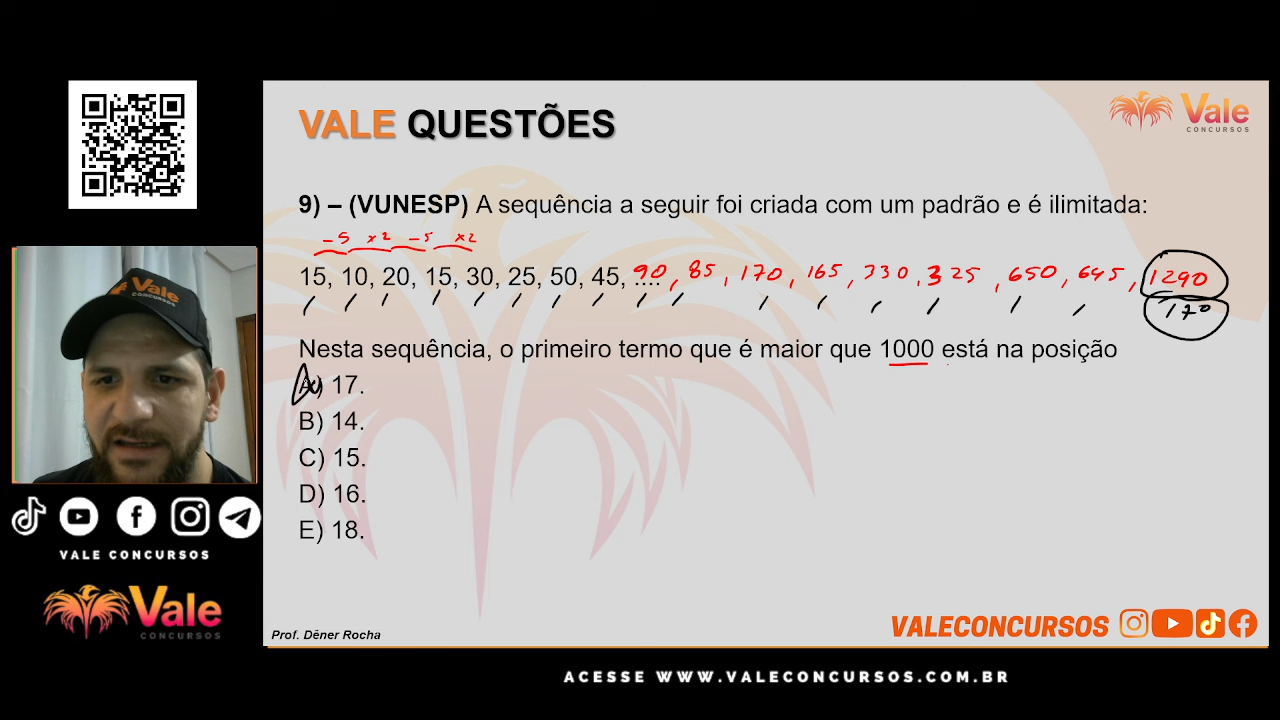 VALE QUESTÕES
Vale
CONCURSOS
9) – (VUNESP) A sequência a seguir foi criada com um padrão e é ilimitada:
-5 x2 -5 x2
15, 10, 20, 15, 30, 25, 50, 45, .... 90, 85, 170, 165, 330, 325, 650, 645, 1290
17º
Nesta sequência, o primeiro termo que é maior que 1000 está na posição
A) 17.
B) 14.
C) 15.
D) 16.
E) 18.
Vale
VALE CONCURSOS
Vale
CONCURSOS
Prof. Dêner Rocha
VALECONCURSOS
ACESSE WWW.VALECONCURSOS.COM.BR